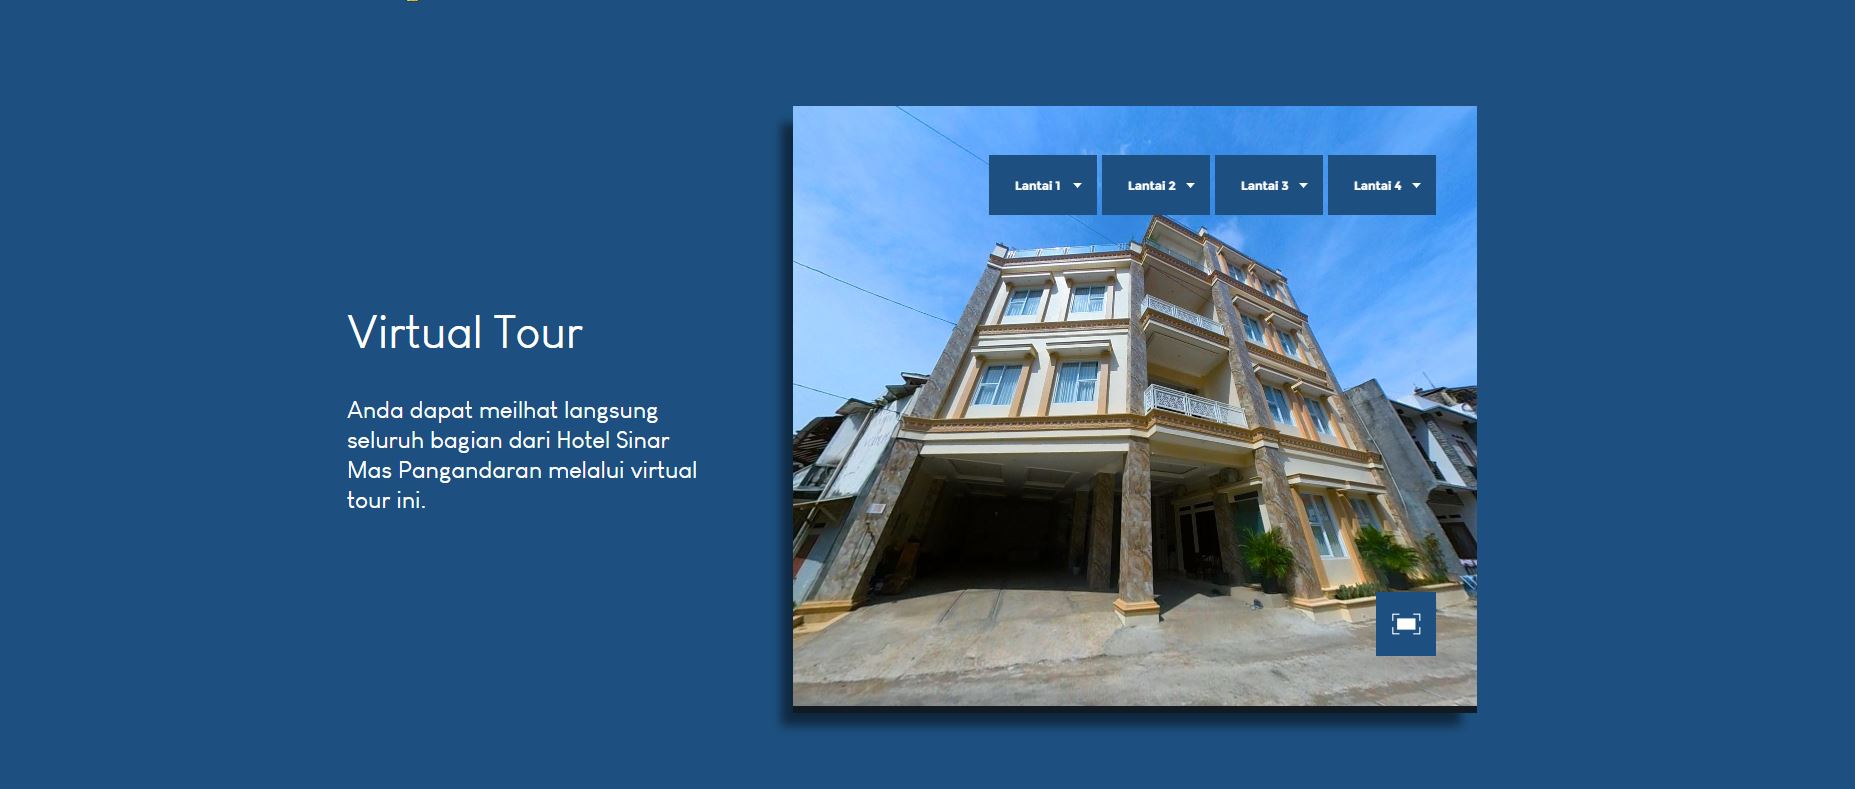 Lantai 1
Lantai 2
Lantai 3
Lantai 4
Virtual Tour
Anda dapat meilhat langsung
seluruh bagian dari Hotel Sinar
Mas Pangandaran melalui virtual
tour ini.